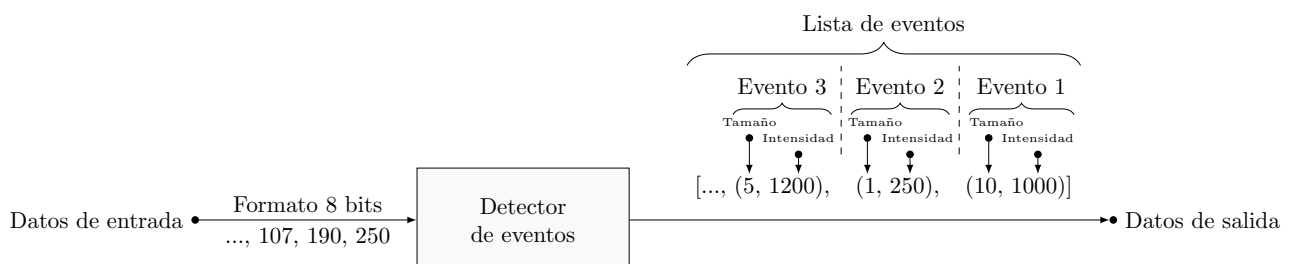 Lista de eventos
Evento 3 Evento 2 Evento 1
Tamaño Tamaño Tamaño
Intensidad Intensidad Intensidad
[..., (5, 1200), (1, 250), (10, 1000)]
Datos de entrada
Formato 8 bits
..., 107, 190, 250
Detector
de eventos
Datos de salida